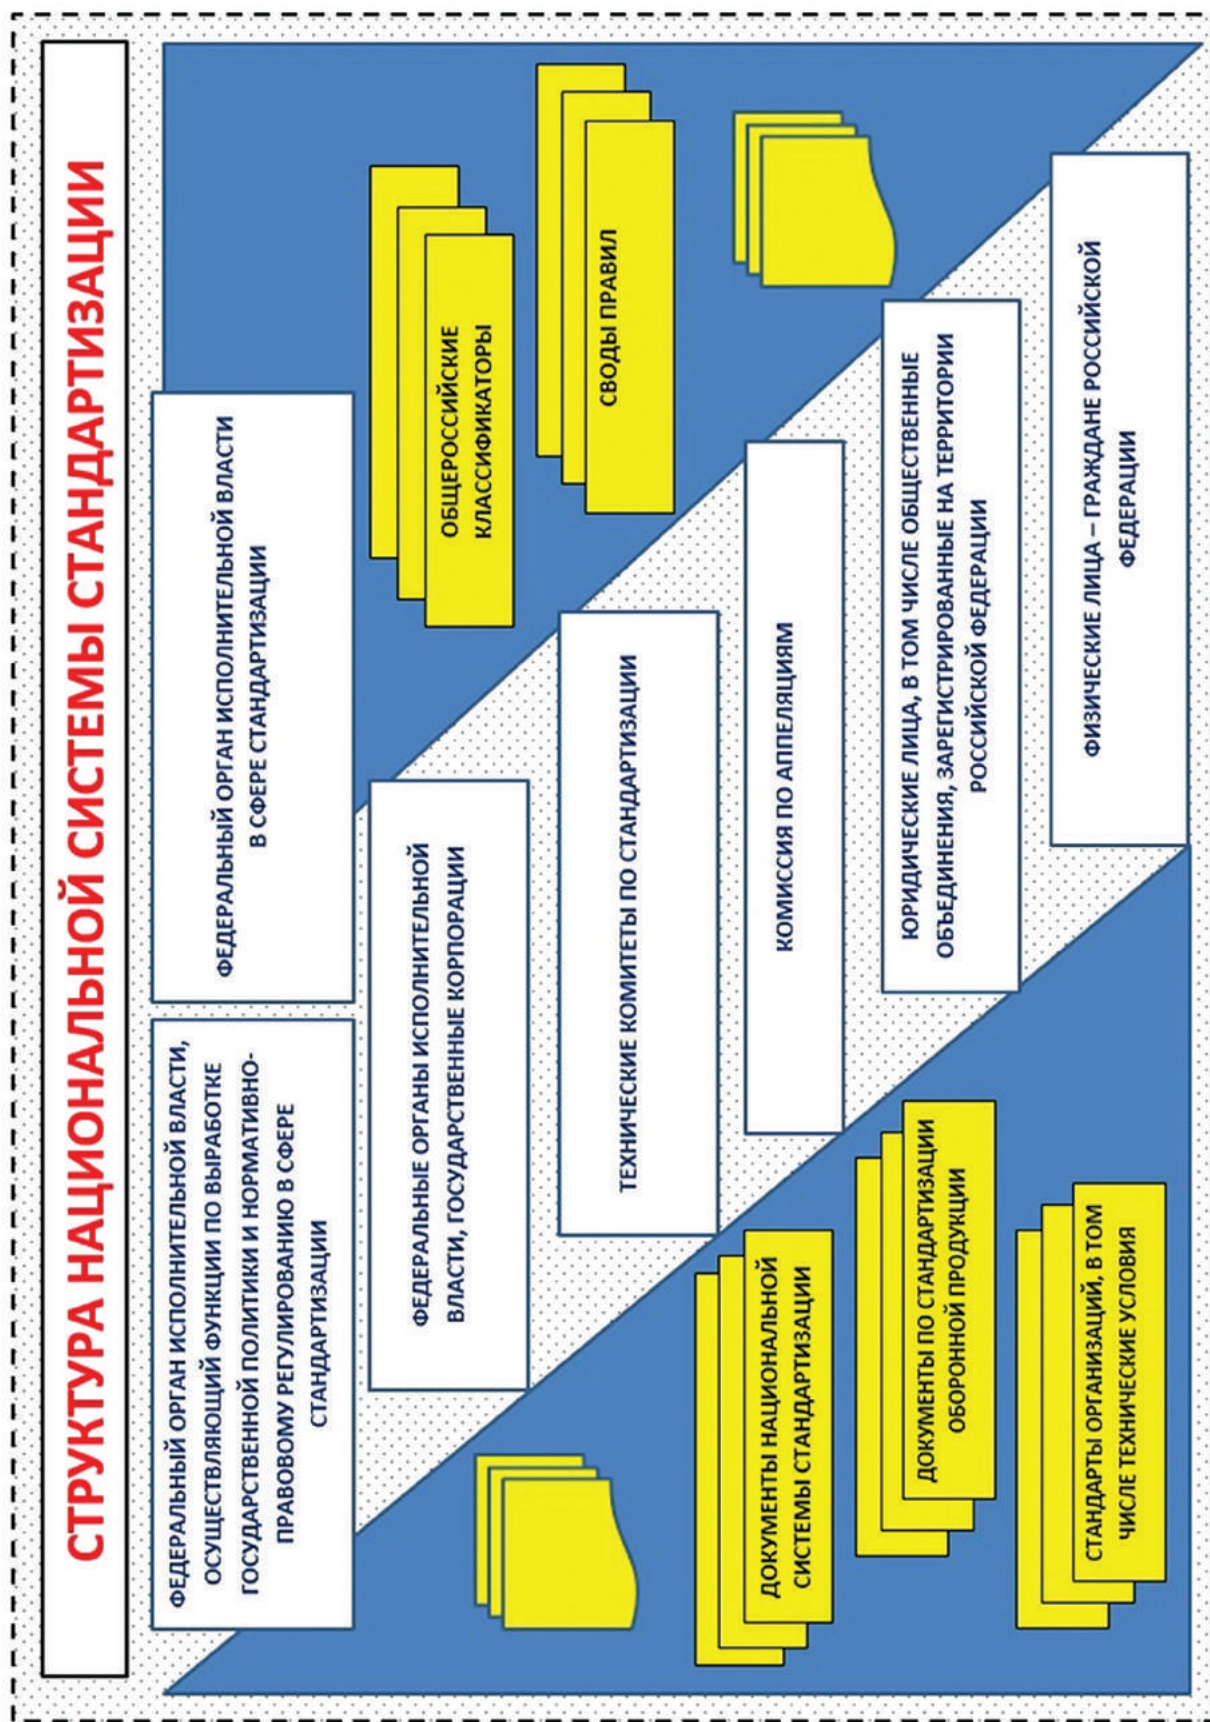 СТРУКТУРА НАЦИОНАЛЬНОЙ СИСТЕМЫ СТАНДАРТИЗАЦИИ
ФЕДЕРАЛЬНЫЙ ОРГАН ИСПОЛНИТЕЛЬНОЙ ВЛАСТИ,
ОСУЩЕСТВЛЯЮЩИЙ ФУНКЦИИ ПО ВЫРАБОТКЕ
ГОСУДАРСТВЕННОЙ ПОЛИТИКИ И НОРМАТИВНО-
ПРАВОВОМУ РЕГУЛИРОВАНИЮ В СФЕРЕ
СТАНДАРТИЗАЦИИ
ФЕДЕРАЛЬНЫЙ ОРГАН ИСПОЛНИТЕЛЬНОЙ ВЛАСТИ
В СФЕРЕ СТАНДАРТИЗАЦИИ
ФЕДЕРАЛЬНЫЕ ОРГАНЫ ИСПОЛНИТЕЛЬНОЙ
ВЛАСТИ, ГОСУДАРСТВЕННЫЕ КОРПОРАЦИИ
ОБЩЕРОССИЙСКИЕ
КЛАССИФИКАТОРЫ
ТЕХНИЧЕСКИЕ КОМИТЕТЫ ПО СТАНДАРТИЗАЦИИ
СВОДЫ ПРАВИЛ
ДОКУМЕНТЫ НАЦИОНАЛЬНОЙ
СИСТЕМЫ СТАНДАРТИЗАЦИИ
КОМИССИЯ ПО АППЕЛЯЦИЯМ
ДОКУМЕНТЫ ПО СТАНДАРТИЗАЦИИ
ОБОРОННОЙ ПРОДУКЦИИ
ЮРИДИЧЕСКИЕ ЛИЦА, В ТОМ ЧИСЛЕ ОБЩЕСТВЕННЫЕ
ОБЪЕДИНЕНИЯ, ЗАРЕГИСТРИРОВАННЫЕ НА ТЕРРИТОРИИ
РОССИЙСКОЙ ФЕДЕРАЦИИ
СТАНДАРТЫ ОРГАНИЗАЦИЙ, В ТОМ
ЧИСЛЕ ТЕХНИЧЕСКИЕ УСЛОВИЯ
ФИЗИЧЕСКИЕ ЛИЦА – ГРАЖДАНЕ РОССИЙСКОЙ
ФЕДЕРАЦИИ